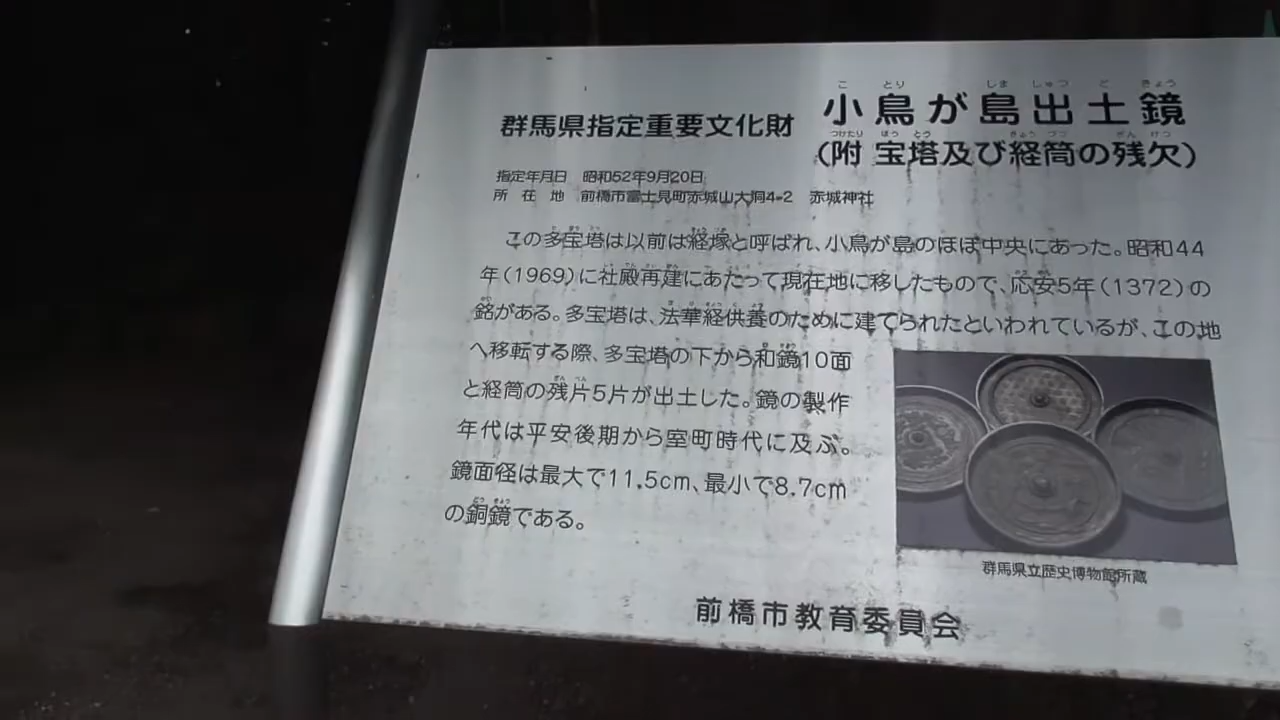 群馬県指定重要文化財
小鳥が島出土鏡
(附 宝塔及び経筒の残欠)
指定年月日 昭和52年9月20日
所在地 前橋市富士見町赤城山大洞4-2 赤城神社
この多宝塔は以前は経塚と呼ばれ、小鳥が島のほぼ中央にあった。昭和44
年(1969)に社殿再建にあたって現在地に移したもので、応安5年(1372)の
銘がある。多宝塔は、法華経供養のために建てられたといわれているが、この地
へ移転する際、多宝塔の下から和鏡10面
と経筒の残片5片が出土した。鏡の製作
年代は平安後期から室町時代に及ぶ。
鏡面径は最大で11.5cm、最小で8.7cm
の銅鏡である。
群馬県立歴史博物館所蔵
前橋市教育委員会